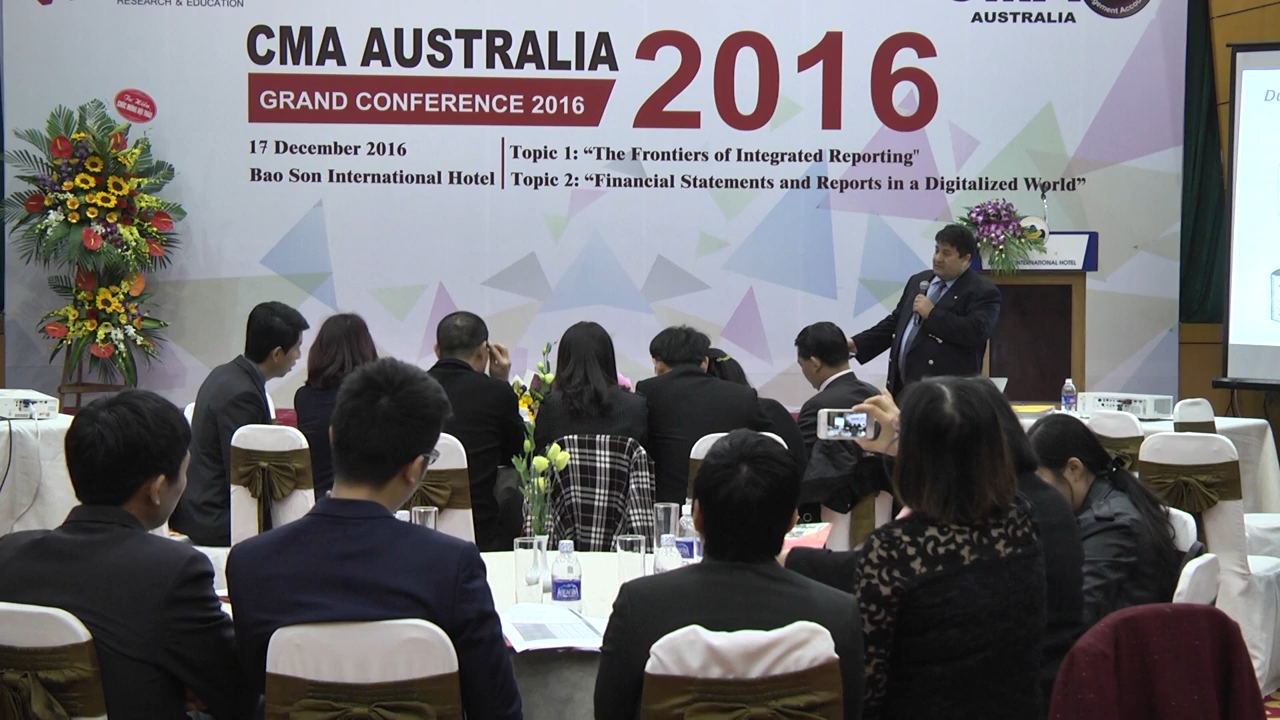 RESEARCH & EDUCATION
AUSTRALIA
CMA AUSTRALIA 2016
GRAND CONFERENCE 2016
17 December 2016
Bao Son International Hotel
Topic 1: “The Frontiers of Integrated Reporting"
Topic 2: “Financial Statements and Reports in a Digitalized World”
INTERNATIONAL HOTEL